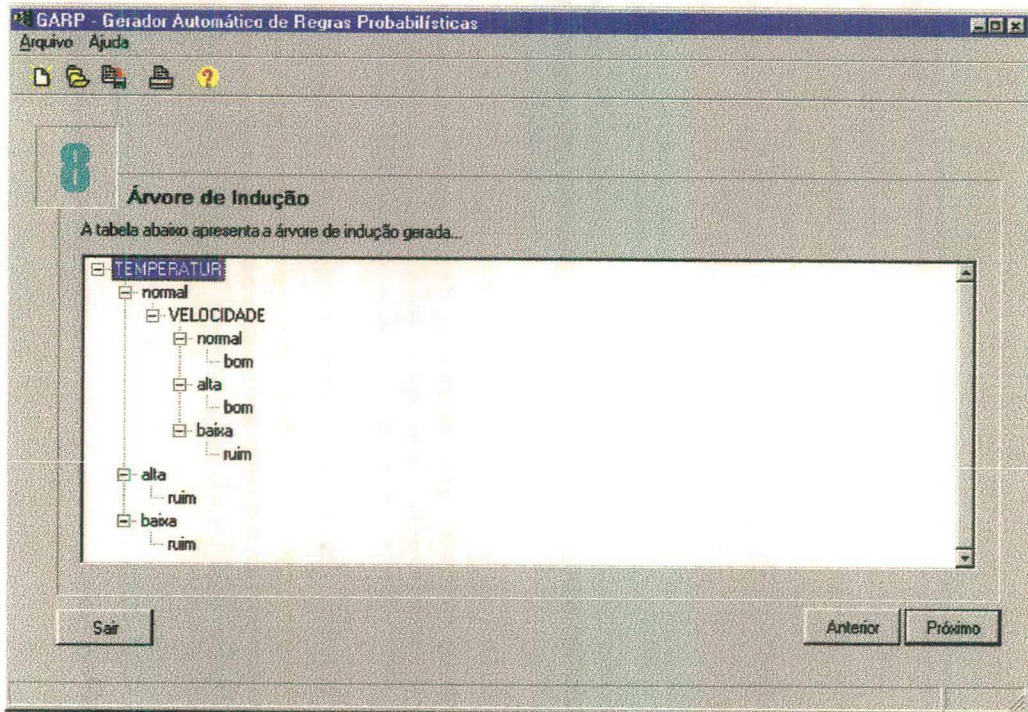 GARP - Gerador Automático de Regras Probabilísticas
Arquivo Ajuda
?
8
Árvore de Indução
A tabela abaixo apresenta a árvore de indução gerada...
TEMPERATUR
normal
VELOCIDADE
normal
bom
alta
bom
baixa
ruim
alta
ruim
baixa
ruim
Sair Anterior Próximo